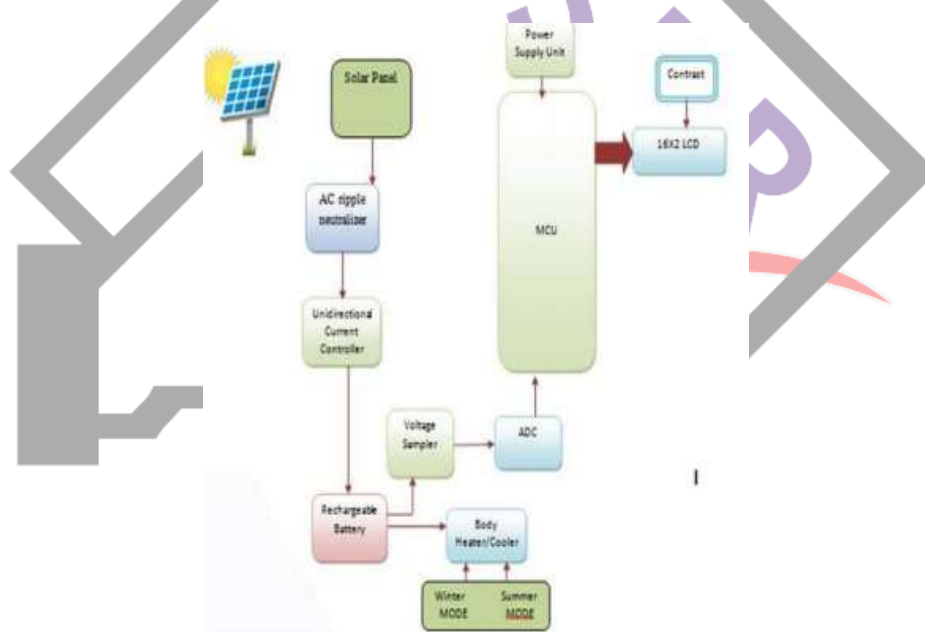 Power
Supply Unit
Solar Panel
Contrast
16X2 LCD
AC ripple
neutralizer
MCU
Unidirectional
Current
Controller
Voltage
Sampler
ADC
Rechargeable
Battery
Body
Heater/Cooler
Winter
MODE
Summer
MODE